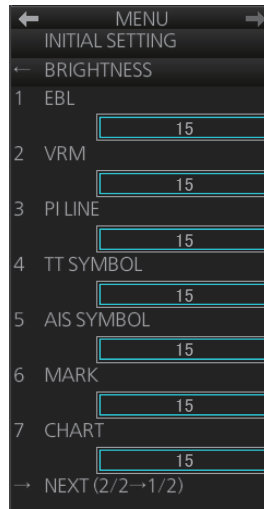 ← MENU →
INITIAL SETTING
← BRIGHTNESS
1 EBL
15
2 VRM
15
3 PI LINE
15
4 TT SYMBOL
15
5 AIS SYMBOL
15
6 MARK
15
7 CHART
15
→ NEXT (2/2→1/2)